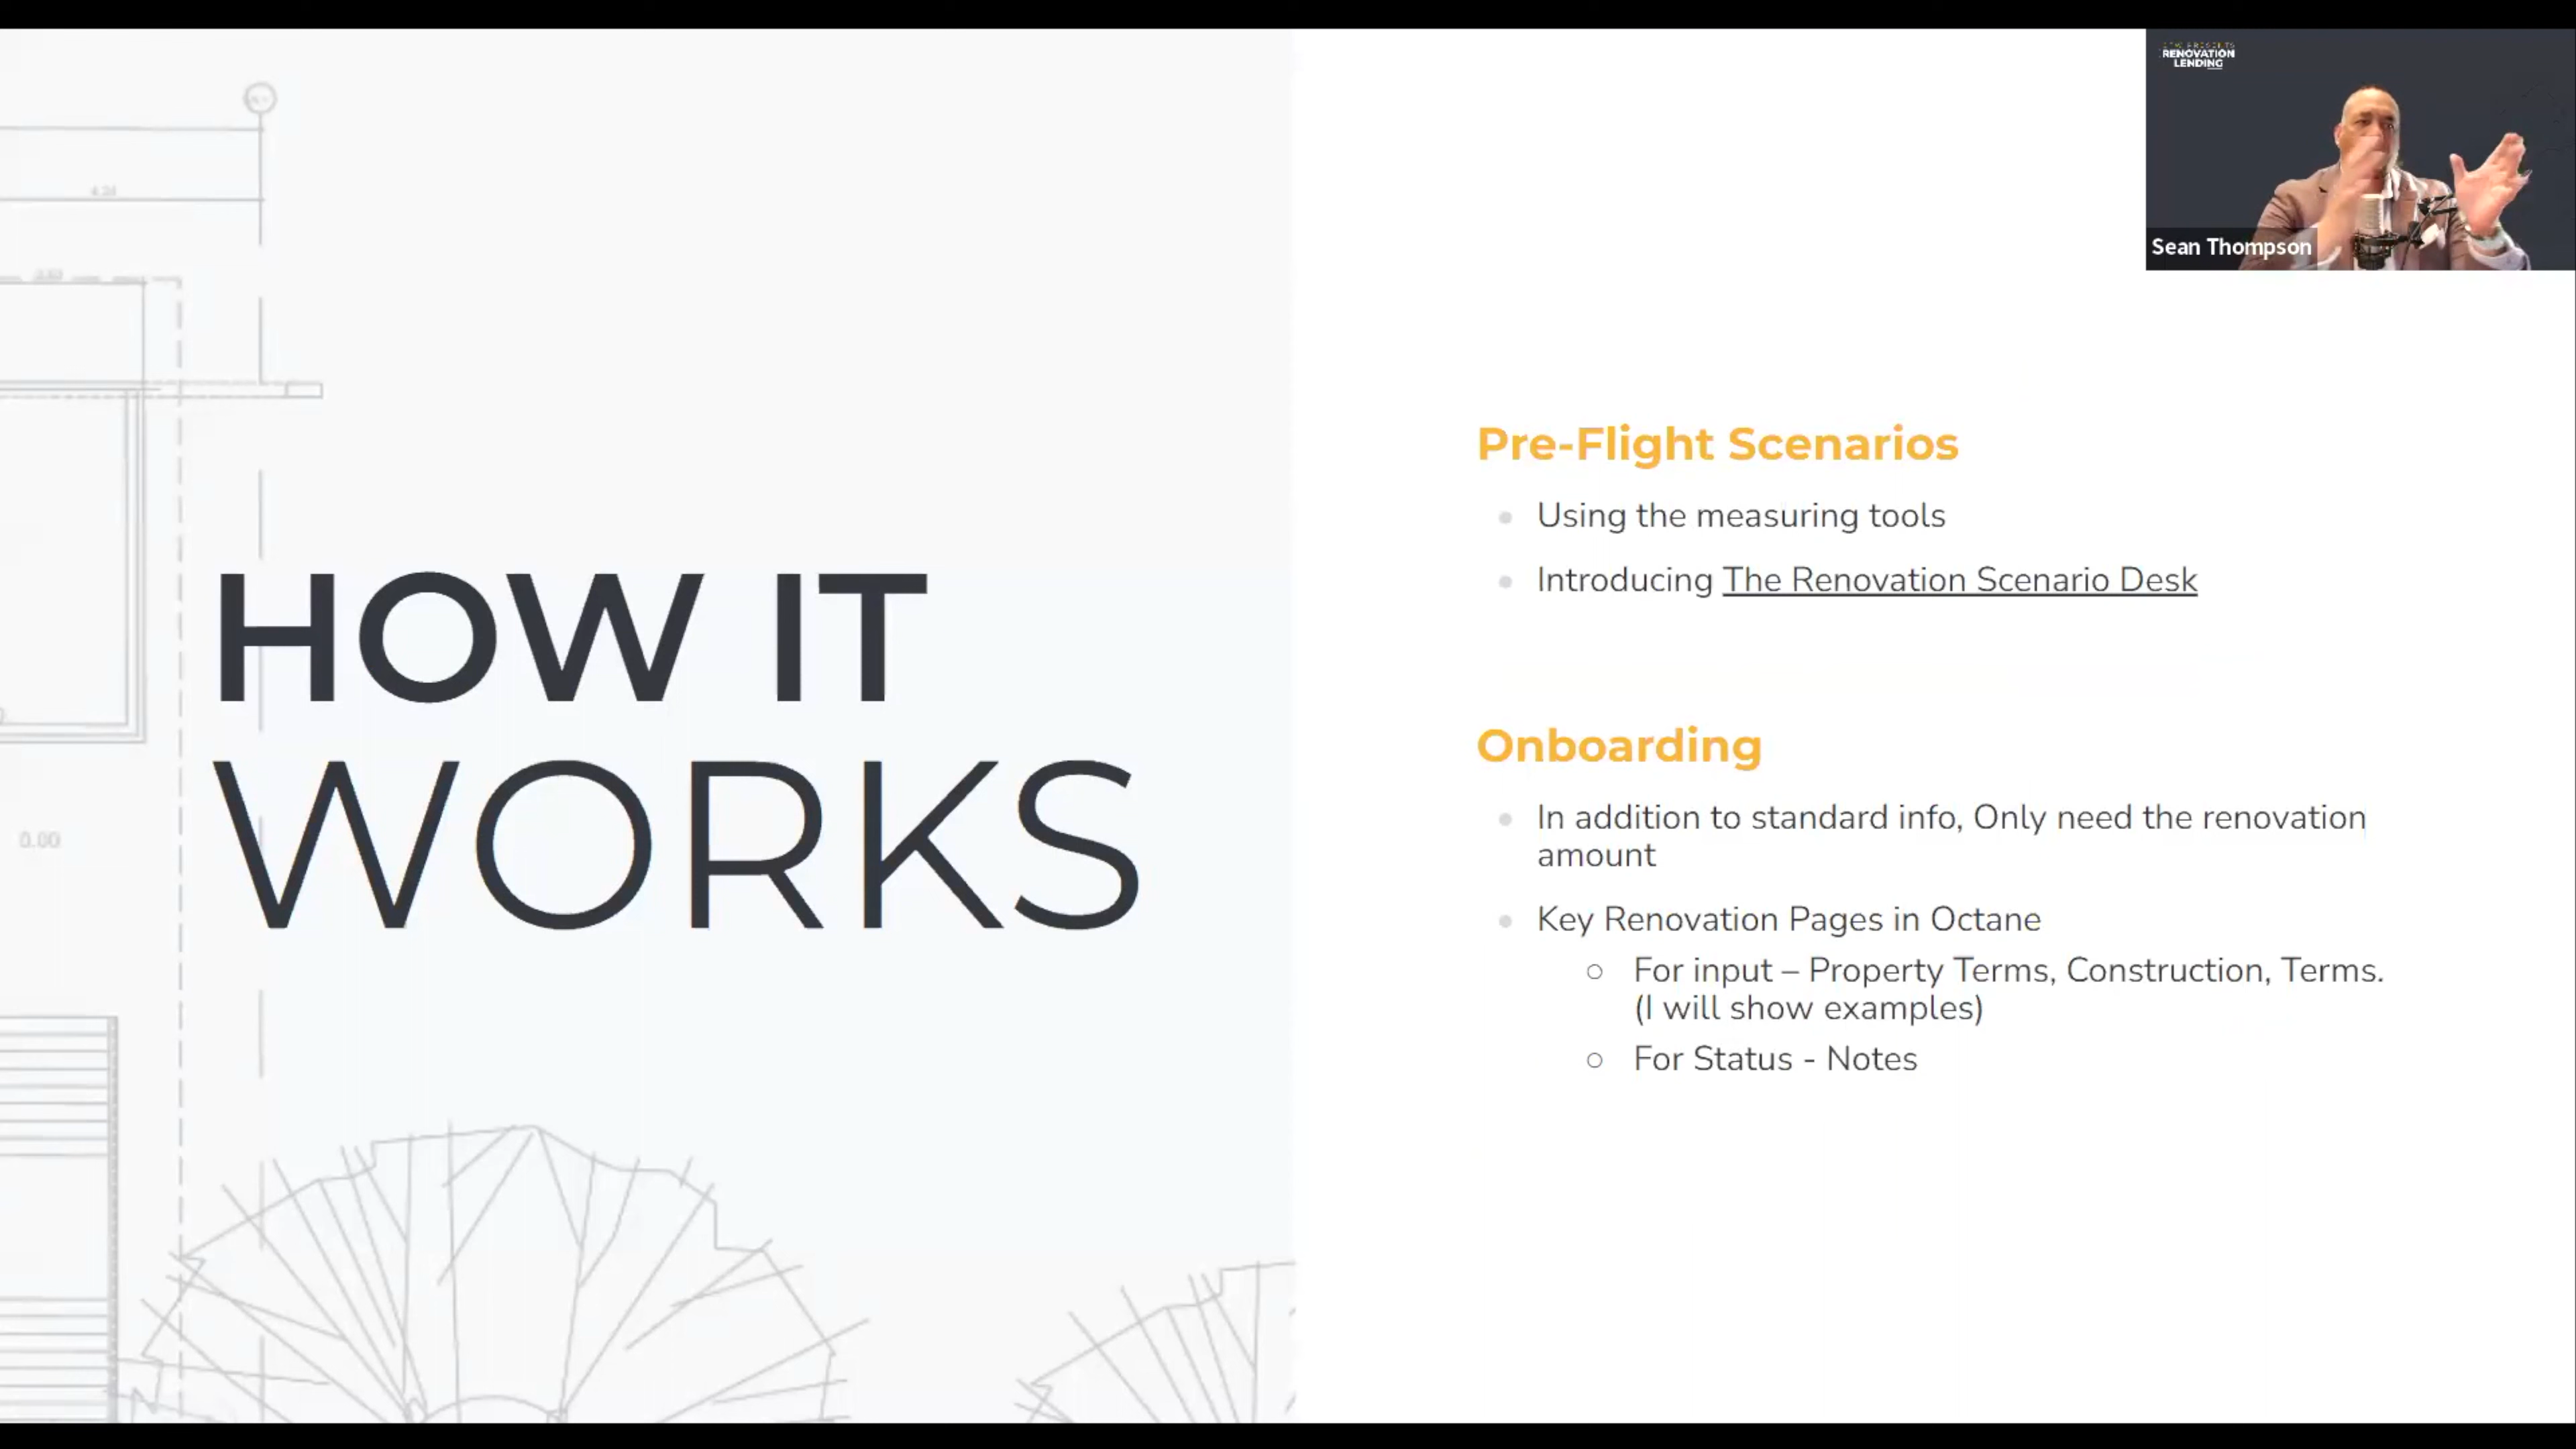 RENOVATION
LENDING
Sean Thompson
4.24
HOW IT
WORKS
0.00
Pre-Flight Scenarios
Using the measuring tools
Introducing The Renovation Scenario Desk
Onboarding
In addition to standard info, Only need the renovation
amount
Key Renovation Pages in Octane
For input – Property Terms, Construction, Terms.
(I will show examples)
For Status - Notes